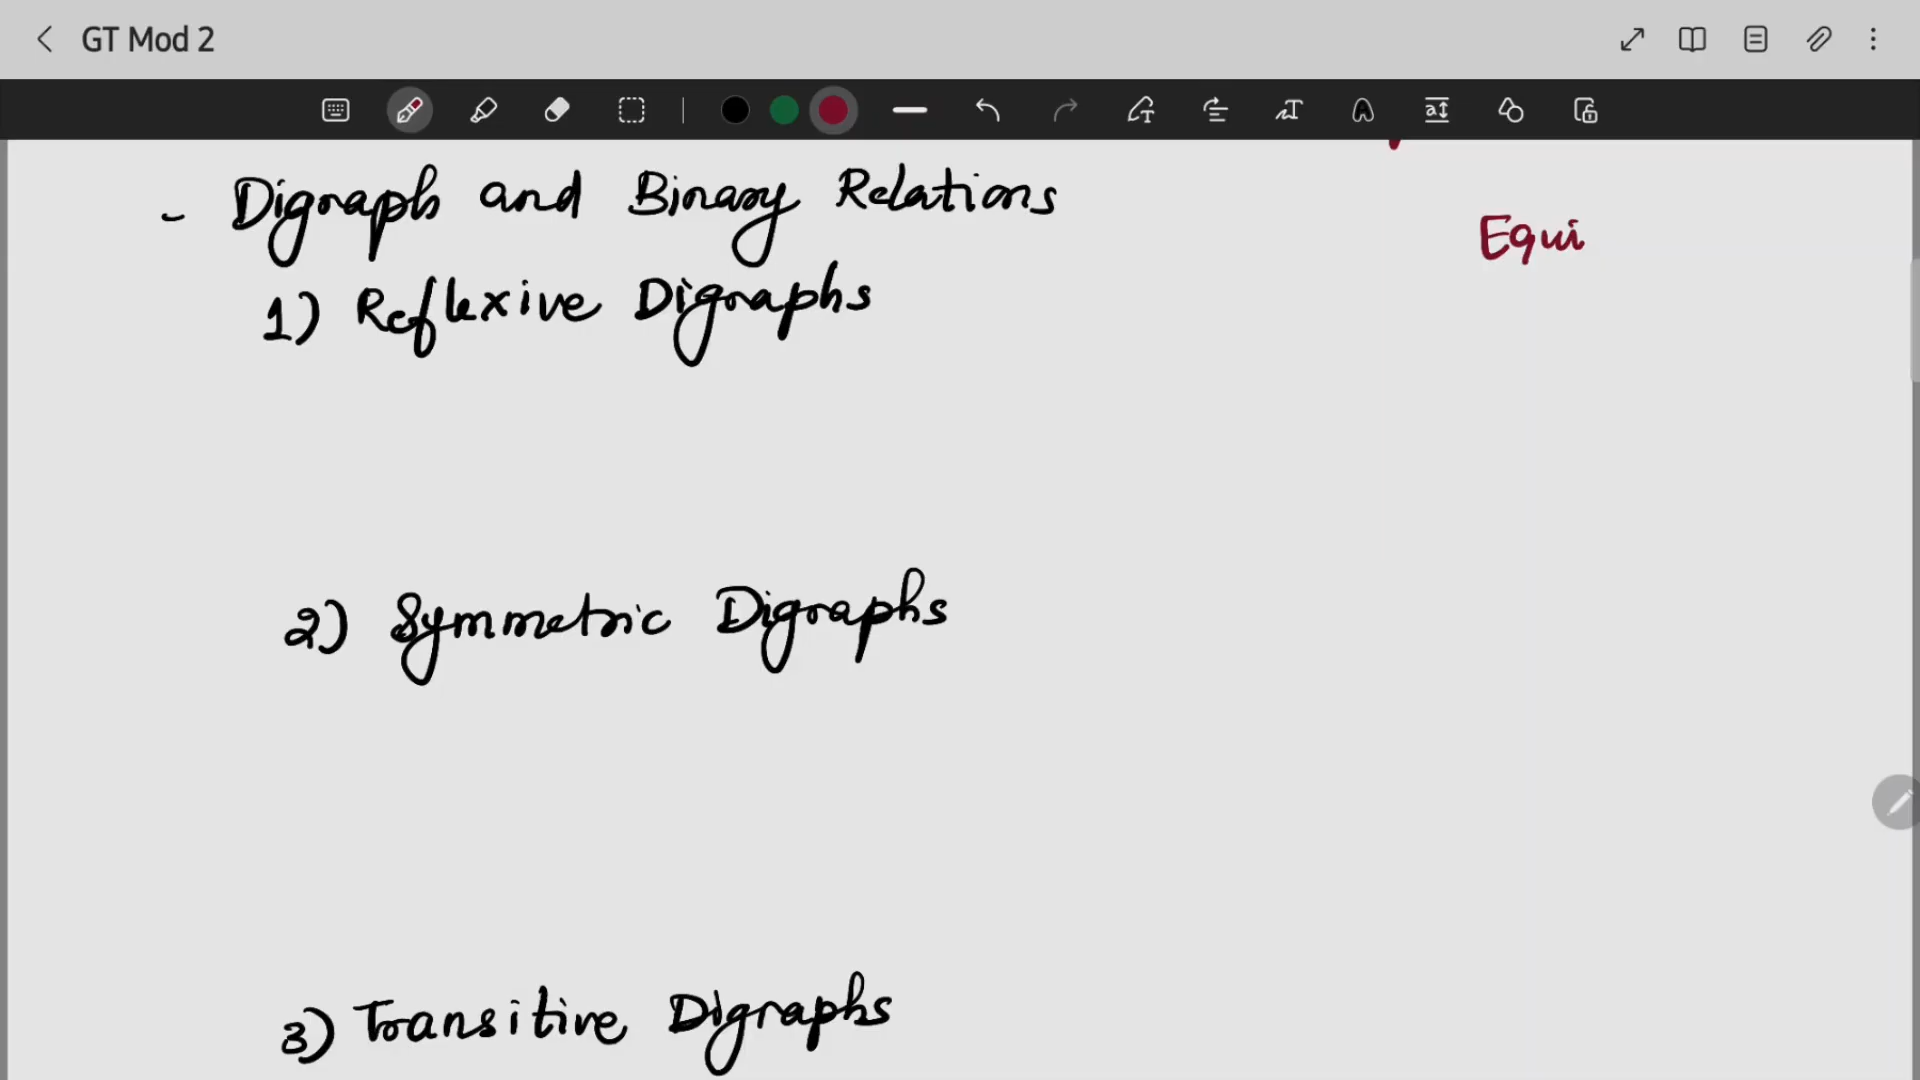 GT Mod 2
- Digraph and Binary Relations
Equi
1) Reflexive Digraphs
2) Symmetric Digraphs
3) Transitive Digraphs